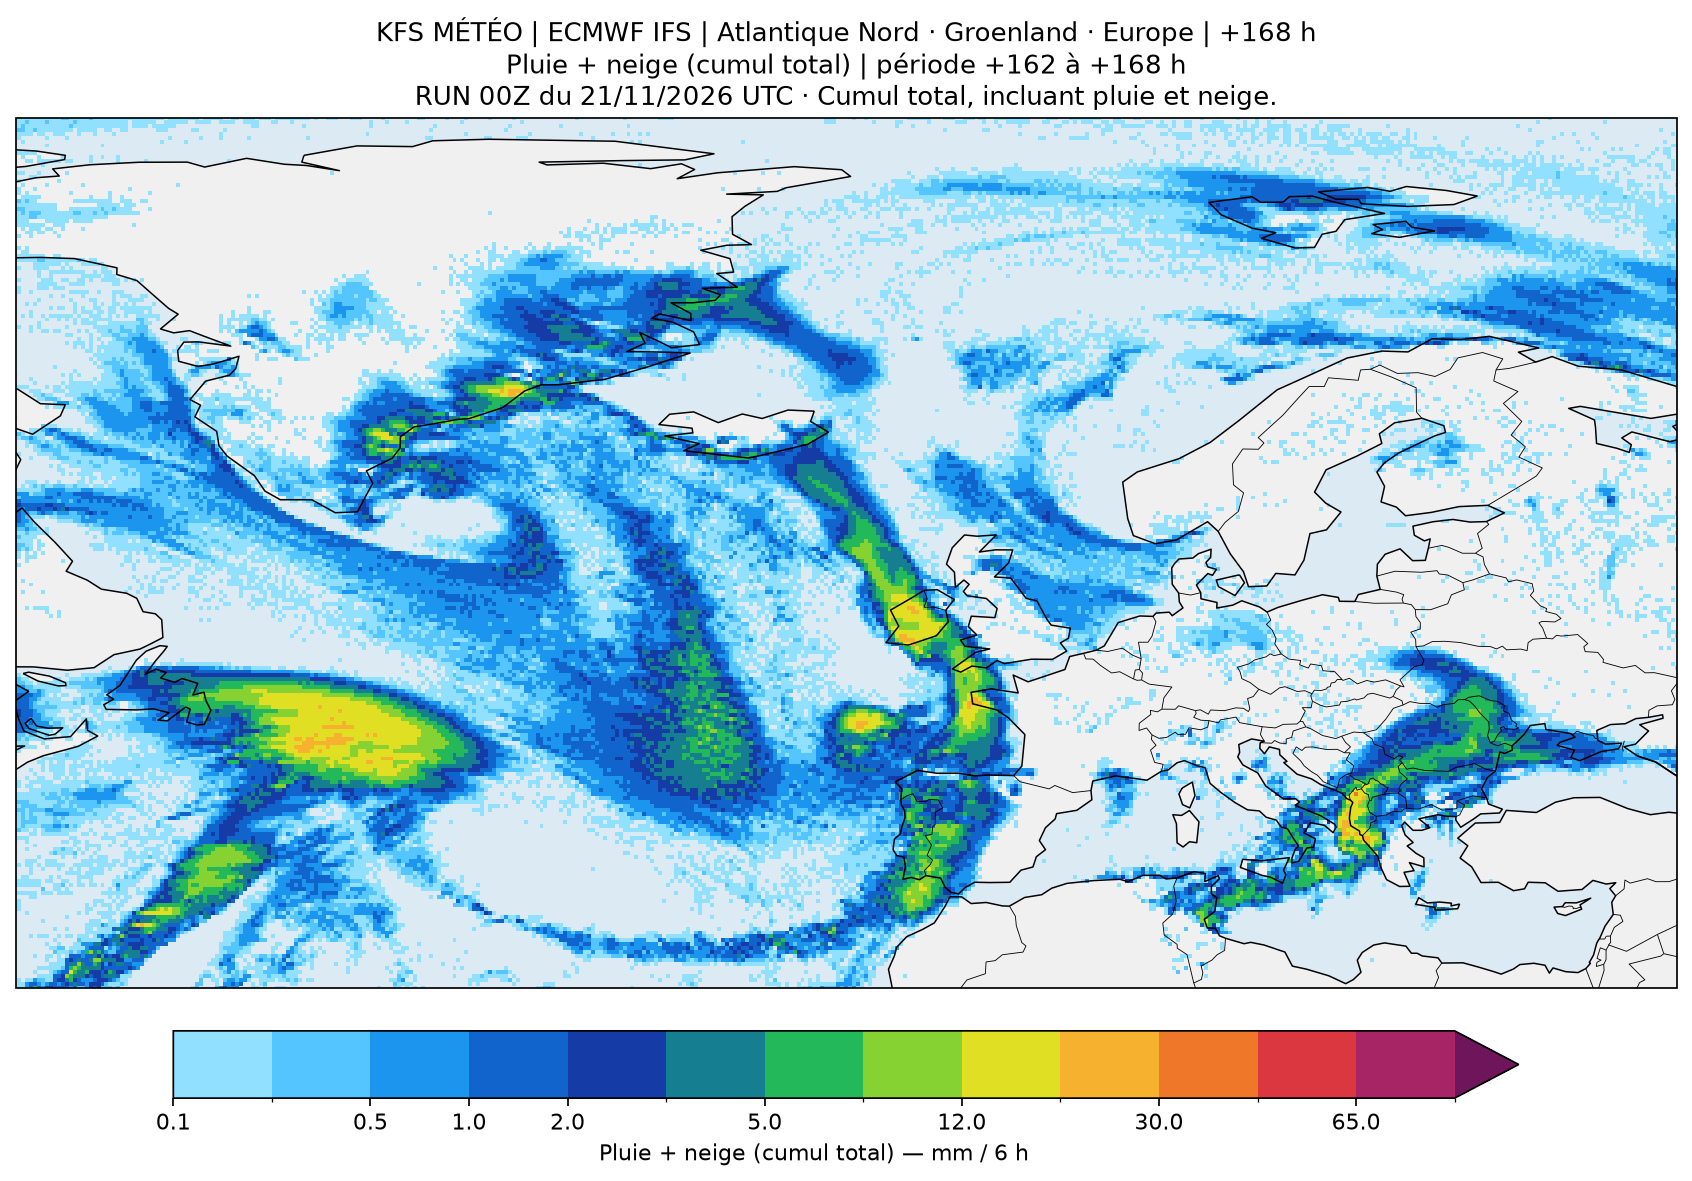 KFS MÉTÉO | ECMWF IFS | Atlantique Nord · Groenland · Europe | +168 h
Pluie + neige (cumul total) | période +162 à +168 h
RUN 00Z du 21/11/2026 UTC · Cumul total, incluant pluie et neige.
0.1 0.5 1.0 2.0 5.0 12.0 30.0 65.0
Pluie + neige (cumul total) — mm / 6 h